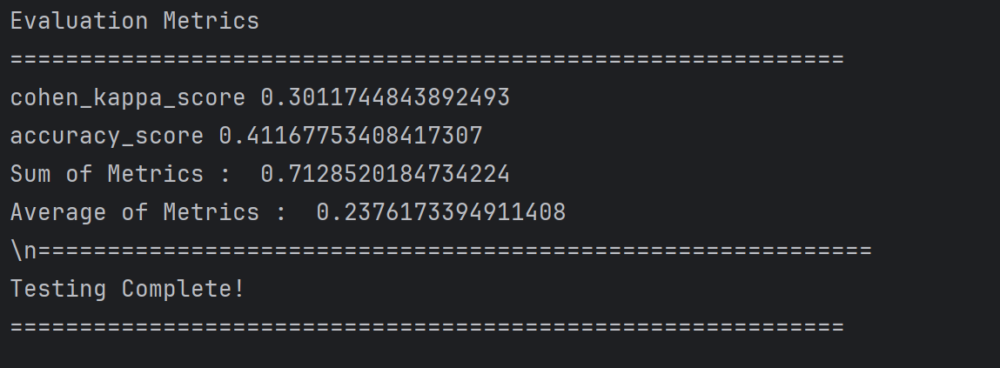 Evaluation Metrics
============================================================
cohen_kappa_score 0.3011744843892493
accuracy_score 0.41167753408417307
Sum of Metrics :  0.7128520184734224
Average of Metrics :  0.2376173394911408
\n============================================================
Testing Complete!
============================================================